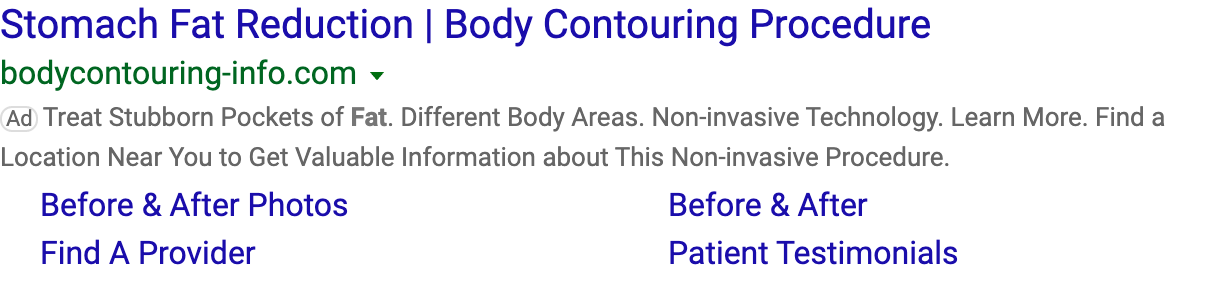 Stomach Fat Reduction | Body Contouring Procedure
bodycontouring-info.com
Ad Treat Stubborn Pockets of Fat. Different Body Areas. Non-invasive Technology. Learn More. Find a
Location Near You to Get Valuable Information about This Non-invasive Procedure.
Before & After Photos Before & After
Find A Provider Patient Testimonials